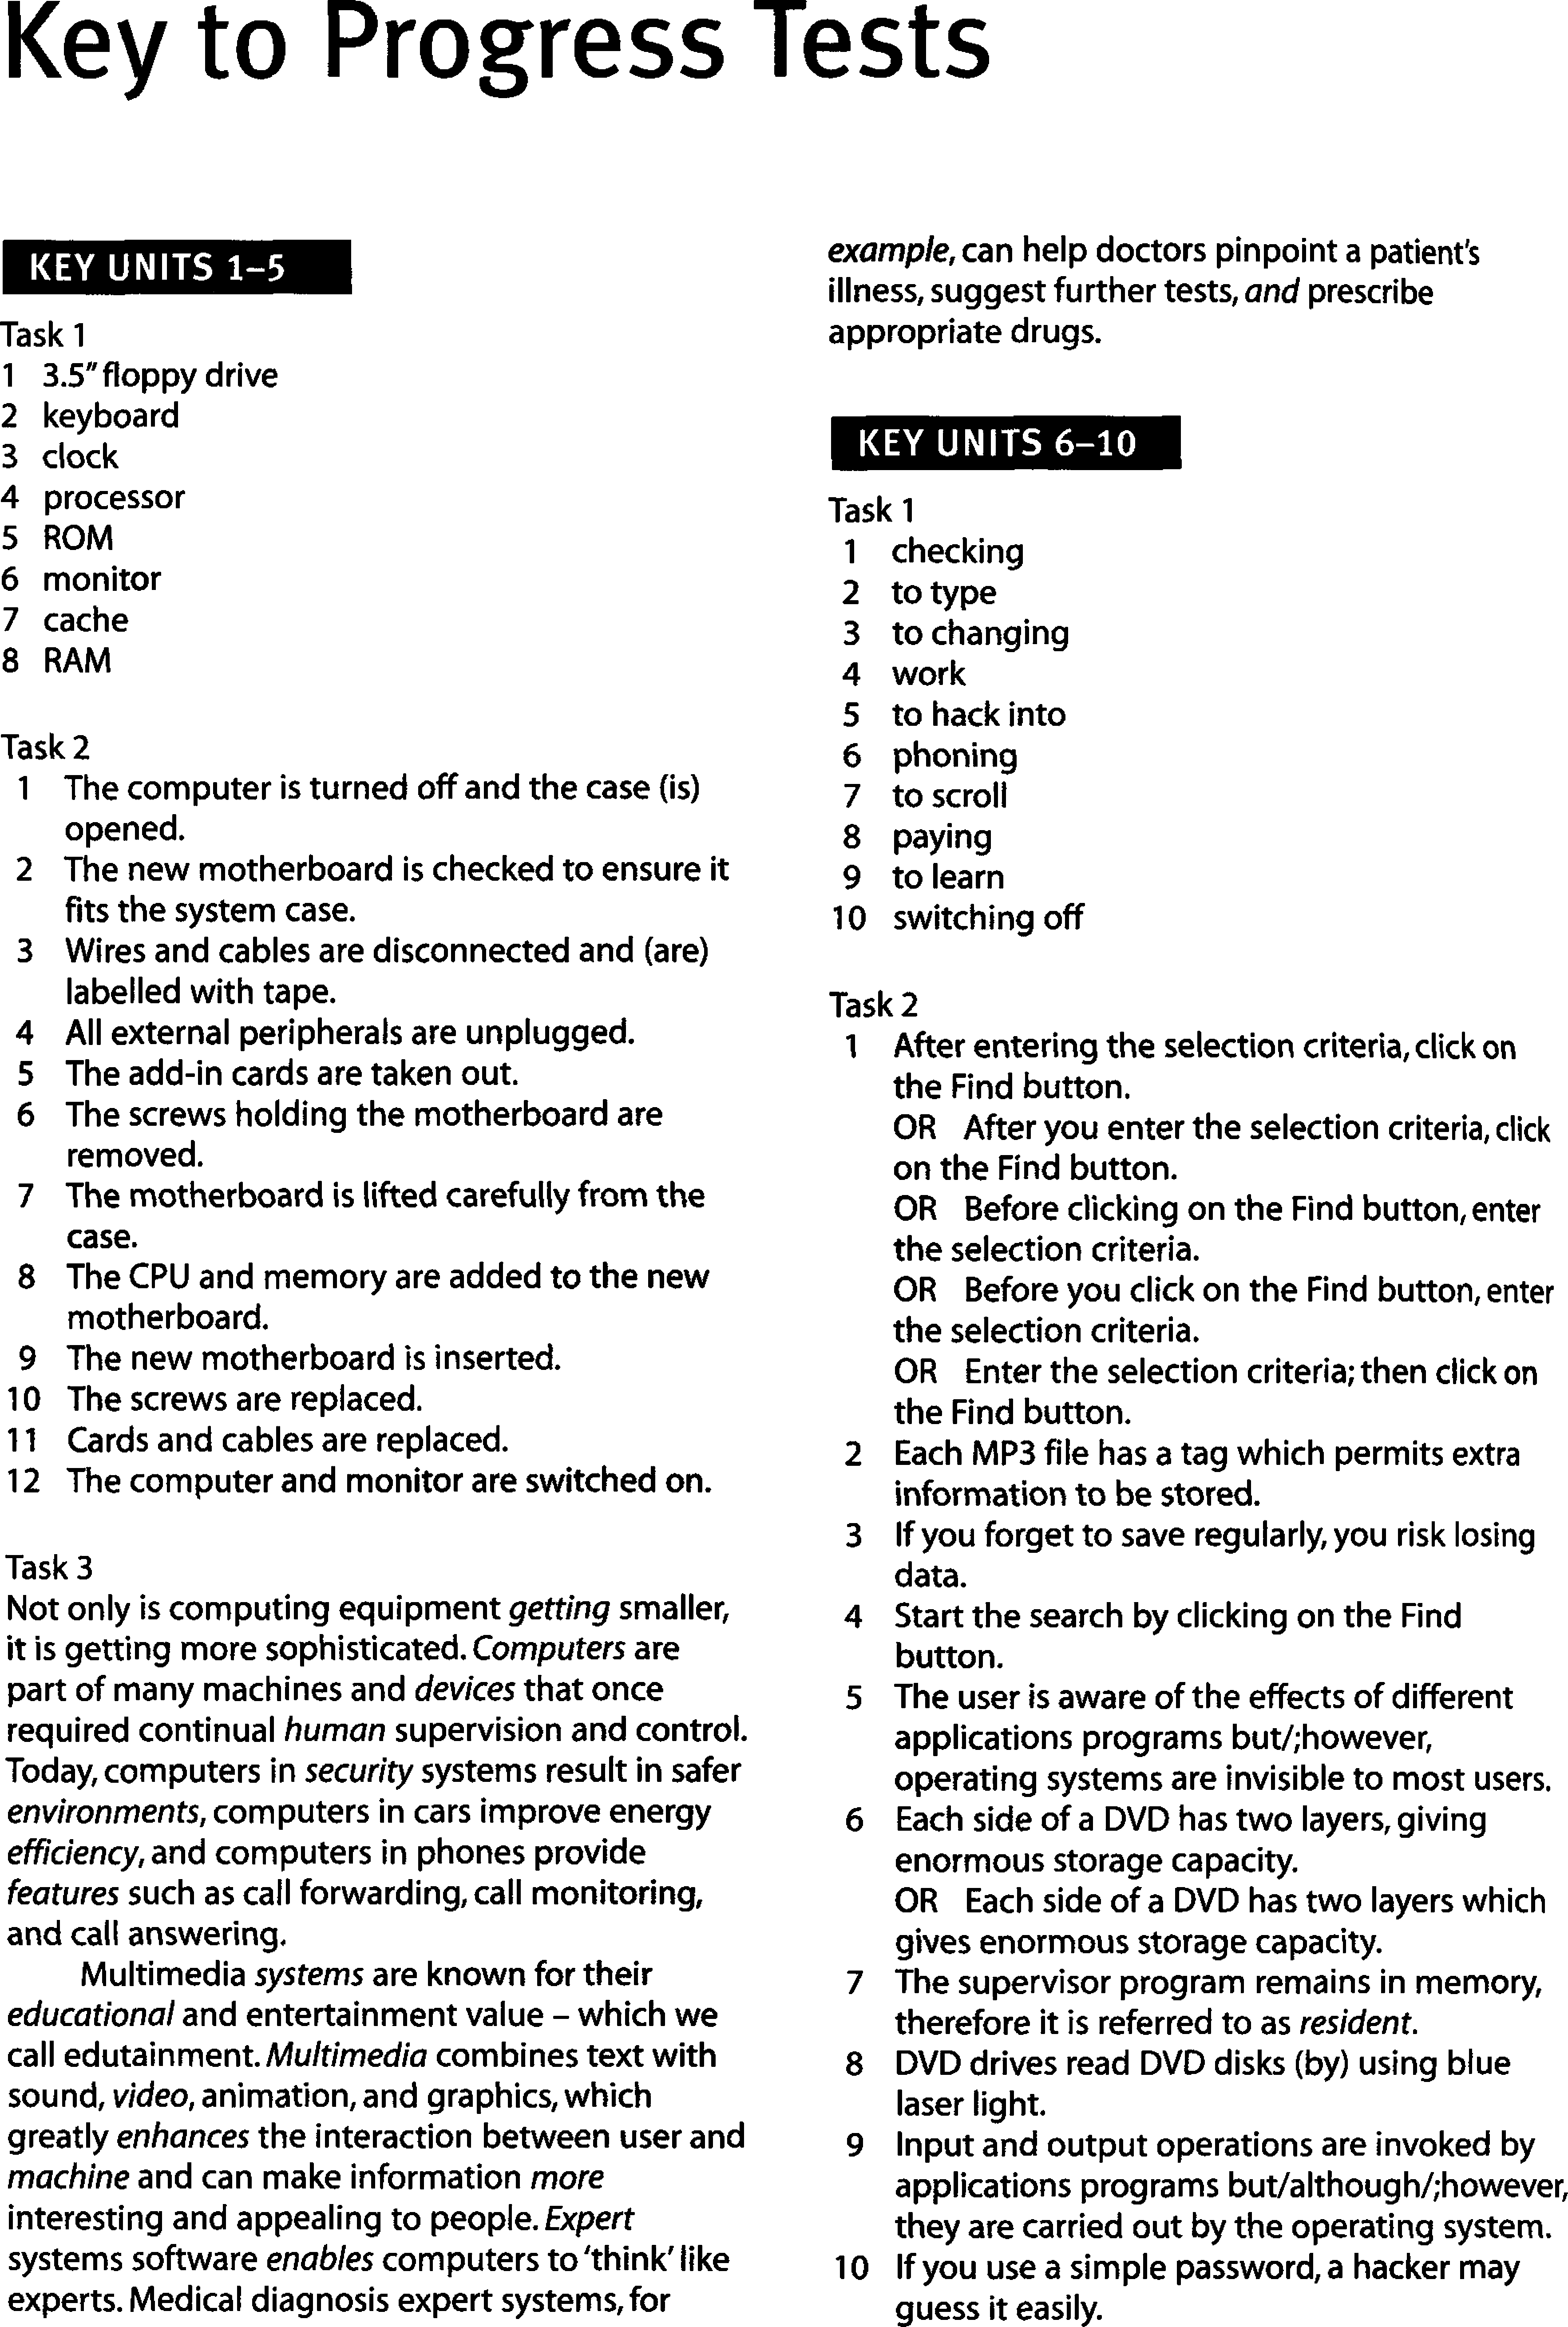 Key to Progress Tests
KEY UNITS 1–5
Task 1
1 3.5" floppy drive
2 keyboard
3 clock
4 processor
5 ROM
6 monitor
7 cache
8 RAM
Task 2
1 The computer is turned off and the case (is)
opened.
2 The new motherboard is checked to ensure it
fits the system case.
3 Wires and cables are disconnected and (are)
labelled with tape.
4 All external peripherals are unplugged.
5 The add-in cards are taken out.
6 The screws holding the motherboard are
removed.
7 The motherboard is lifted carefully from the
case.
8 The CPU and memory are added to the new
motherboard.
9 The new motherboard is inserted.
10 The screws are replaced.
11 Cards and cables are replaced.
12 The computer and monitor are switched on.
Task 3
Not only is computing equipment getting smaller,
it is getting more sophisticated. Computers are
part of many machines and devices that once
required continual human supervision and control.
Today, computers in security systems result in safer
environments, computers in cars improve energy
efficiency, and computers in phones provide
features such as call forwarding, call monitoring,
and call answering.
Multimedia systems are known for their
educational and entertainment value – which we
call edutainment. Multimedia combines text with
sound, video, animation, and graphics, which
greatly enhances the interaction between user and
machine and can make information more
interesting and appealing to people. Expert
systems software enables computers to 'think' like
experts. Medical diagnosis expert systems, for
example, can help doctors pinpoint a patient's
illness, suggest further tests, and prescribe
appropriate drugs.
KEY UNITS 6–10
Task 1
1 checking
2 to type
3 to changing
4 work
5 to hack into
6 phoning
7 to scroll
8 paying
9 to learn
10 switching off
Task 2
1 After entering the selection criteria, click on
the Find button.
OR After you enter the selection criteria, click
on the Find button.
OR Before clicking on the Find button, enter
the selection criteria.
OR Before you click on the Find button, enter
the selection criteria.
OR Enter the selection criteria; then click on
the Find button.
2 Each MP3 file has a tag which permits extra
information to be stored.
3 If you forget to save regularly, you risk losing
data.
4 Start the search by clicking on the Find
button.
5 The user is aware of the effects of different
applications programs but/;however,
operating systems are invisible to most users.
6 Each side of a DVD has two layers, giving
enormous storage capacity.
OR Each side of a DVD has two layers which
gives enormous storage capacity.
7 The supervisor program remains in memory,
therefore it is referred to as resident.
8 DVD drives read DVD disks (by) using blue
laser light.
9 Input and output operations are invoked by
applications programs but/although/;however,
they are carried out by the operating system.
10 If you use a simple password, a hacker may
guess it easily.